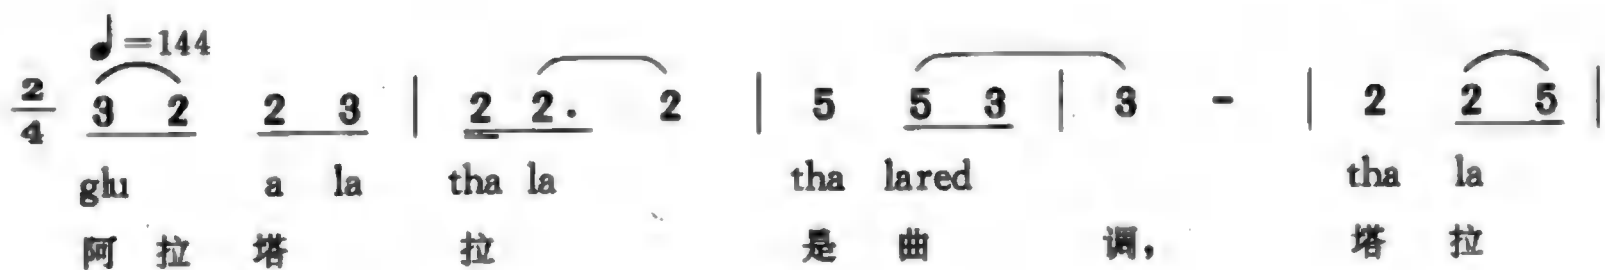 ♩=144
2/4 3 2 2 3 | 2 2. 2 | 5 5 3 | 3 - | 2 2 5 |
glu a la tha la tha lared tha la
阿 拉 塔 拉 是 曲 调， 塔 拉